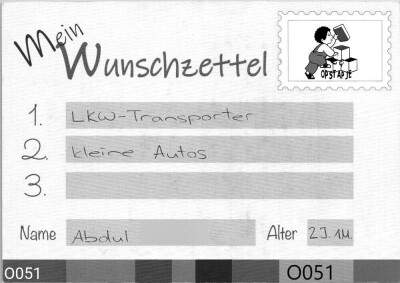 Mein
Wunschzettel
OPSTAPJE
1. LKW-Transporter
2. kleine Autos
3.
Name Abdul Alter 2J. 1M.
O051 O051